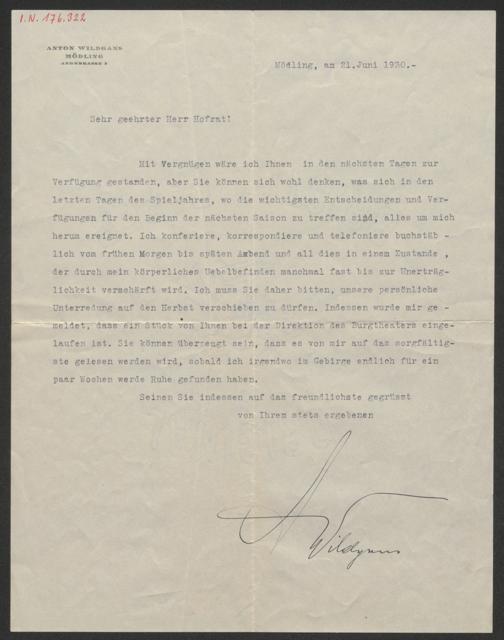 I.N. 176.322
ANTON WILDGANS
MÖDLING
Mödling, am 21.Juni 1930.-
Sehr geehrter Herr Hofrat!
Mit Vergnügen wäre ich Ihnen in den nächsten Tagen zur
Verfügung gestanden, aber Sie können sich wohl denken, was sich in den
letzten Tagen des Spieljahres, wo die wichtigsten Entscheidungen und Ver-
fügungen für den Beginn der nächsten Saison zu treffen sind, alles um mich
herum ereignet. Ich konferiere, korrespondiere und telefoniere buchstäb -
lich vom frühen Morgen bis späten Abend und all dies in einem Zustande ,
der durch mein körperliches Uebelbefinden manchmal fast bis zur Unerträg-
lichkeit verschärft wird. Ich muss Sie daher bitten, unsere persönliche
Unterredung auf den Herbst verschieben zu dürfen. Indessen wurde mir ge -
meldet, dass ein Stück von Ihnen bei der Direktion des Burgtheaters einge-
laufen ist. Sie können überzeugt sein, dass es von mir auf das sorgfältig-
ste gelesen werden wird, sobald ich irgendwo im Gebirge endlich für ein
paar Wochen werde Ruhe gefunden haben.
Seinen Sie indessen auf das freundlichste gegrüsst
von Ihrem stets ergebenen
A Wildgans